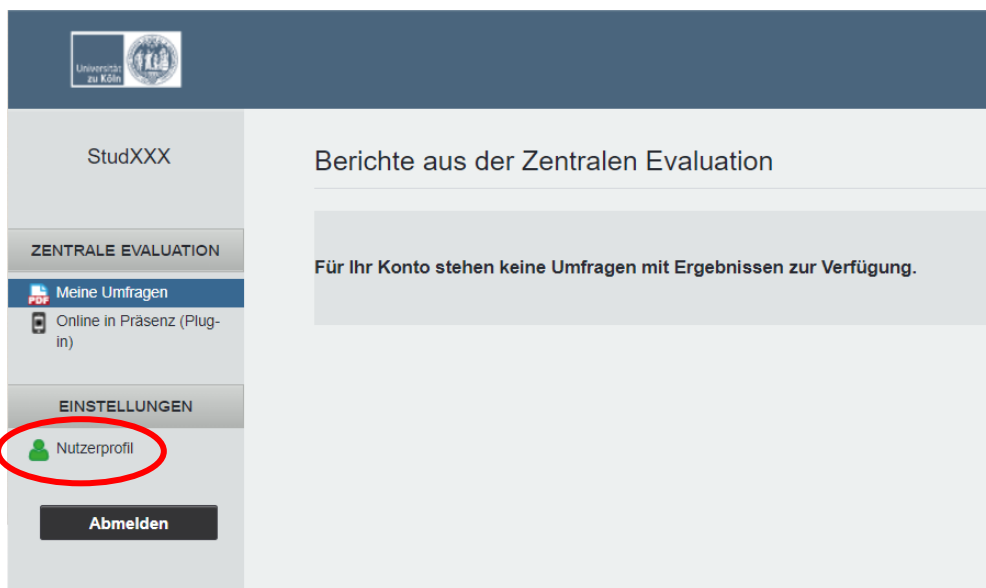 Universität
zu Köln
StudXXX
Berichte aus der Zentralen Evaluation
ZENTRALE EVALUATION
Für Ihr Konto stehen keine Umfragen mit Ergebnissen zur Verfügung.
PDF
Meine Umfragen
Online in Präsenz (Plug-
in)
EINSTELLUNGEN
Nutzerprofil
Abmelden